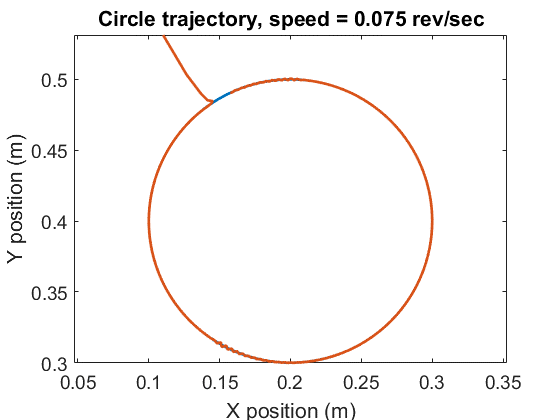 Circle trajectory, speed = 0.075 rev/sec
0.5
0.45
0.4
0.35
0.3
Y position (m)
0.05 0.1 0.15 0.2 0.25 0.3 0.35
X position (m)